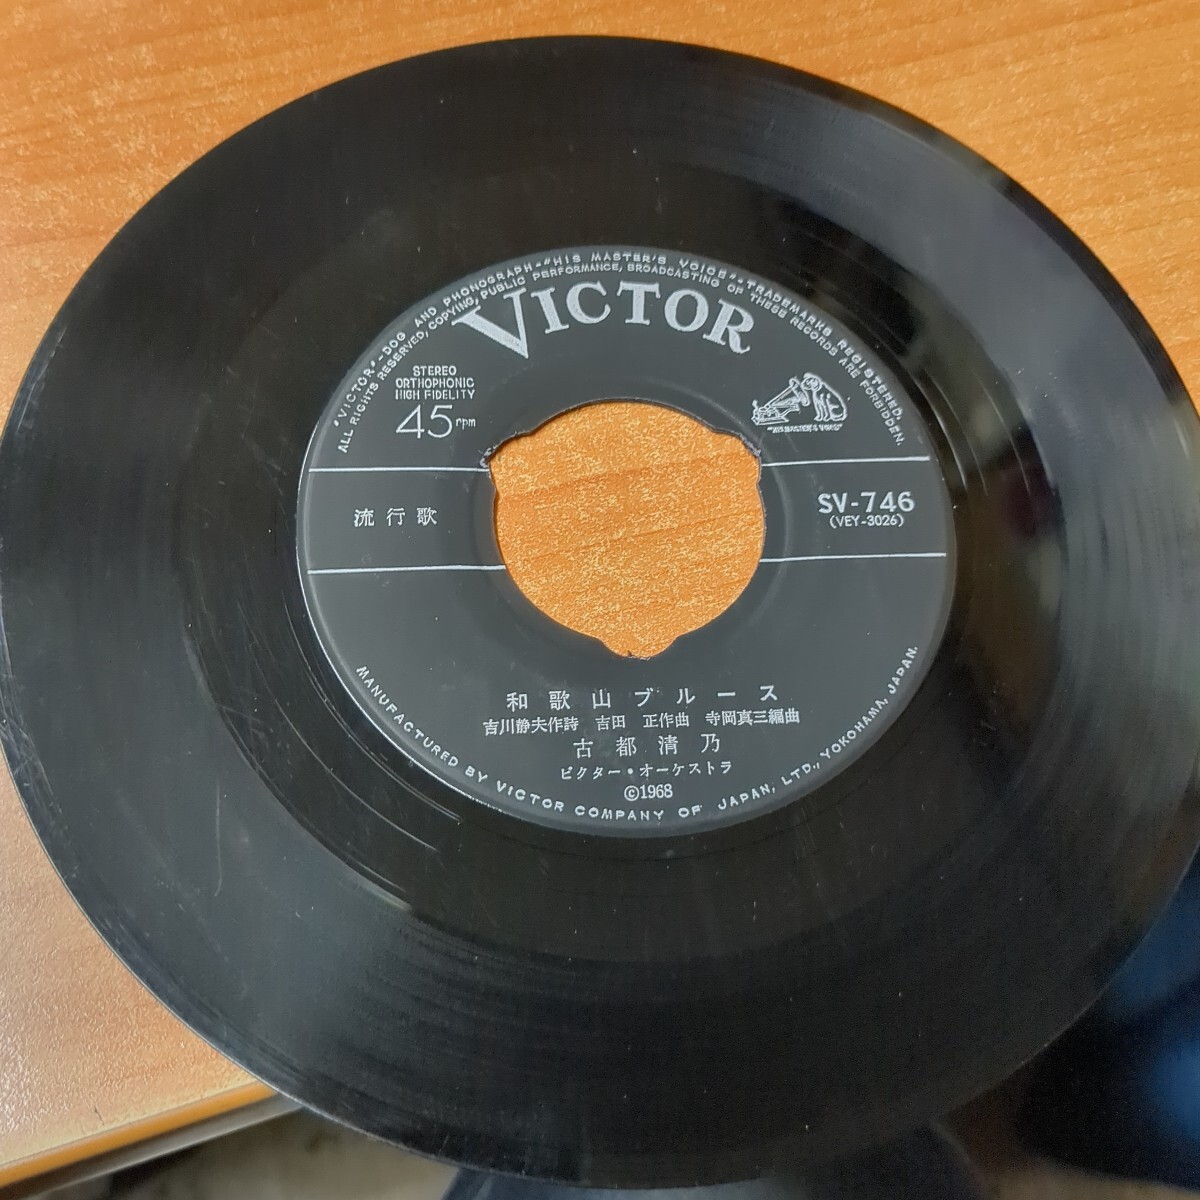 "VICTOR"-DOG AND PHONOGRAPH-"HIS MASTER'S VOICE"-TRADEMARKS REGISTERED.
ALL RIGHTS RESERVED, COPYING, PUBLIC PERFORMANCE, BROADCASTING OF THESE RECORDS ARE FORBIDDEN.
VICTOR
STEREO
ORTHOPHONIC
HIGH FIDELITY
45rpm
"HIS MASTER'S VOICE"
流行歌
SV-746
(VEY-3026)
和歌山ブルース
吉川静夫作詩 吉田 正作曲 寺岡真三編曲
古都清乃
ビクター・オーケストラ
©1968
MANUFACTURED BY VICTOR COMPANY OF JAPAN, LTD., YOKOHAMA, JAPAN.